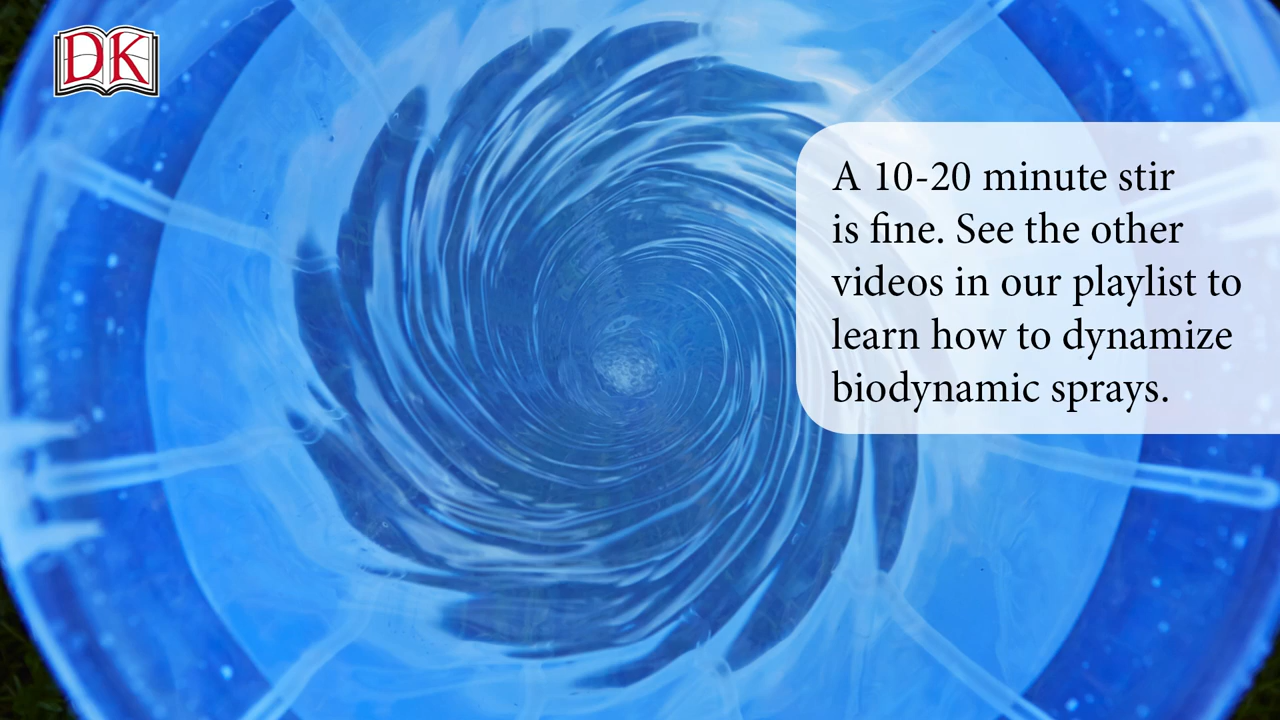 DK
A 10-20 minute stir
is fine. See the other
videos in our playlist to
learn how to dynamize
biodynamic sprays.